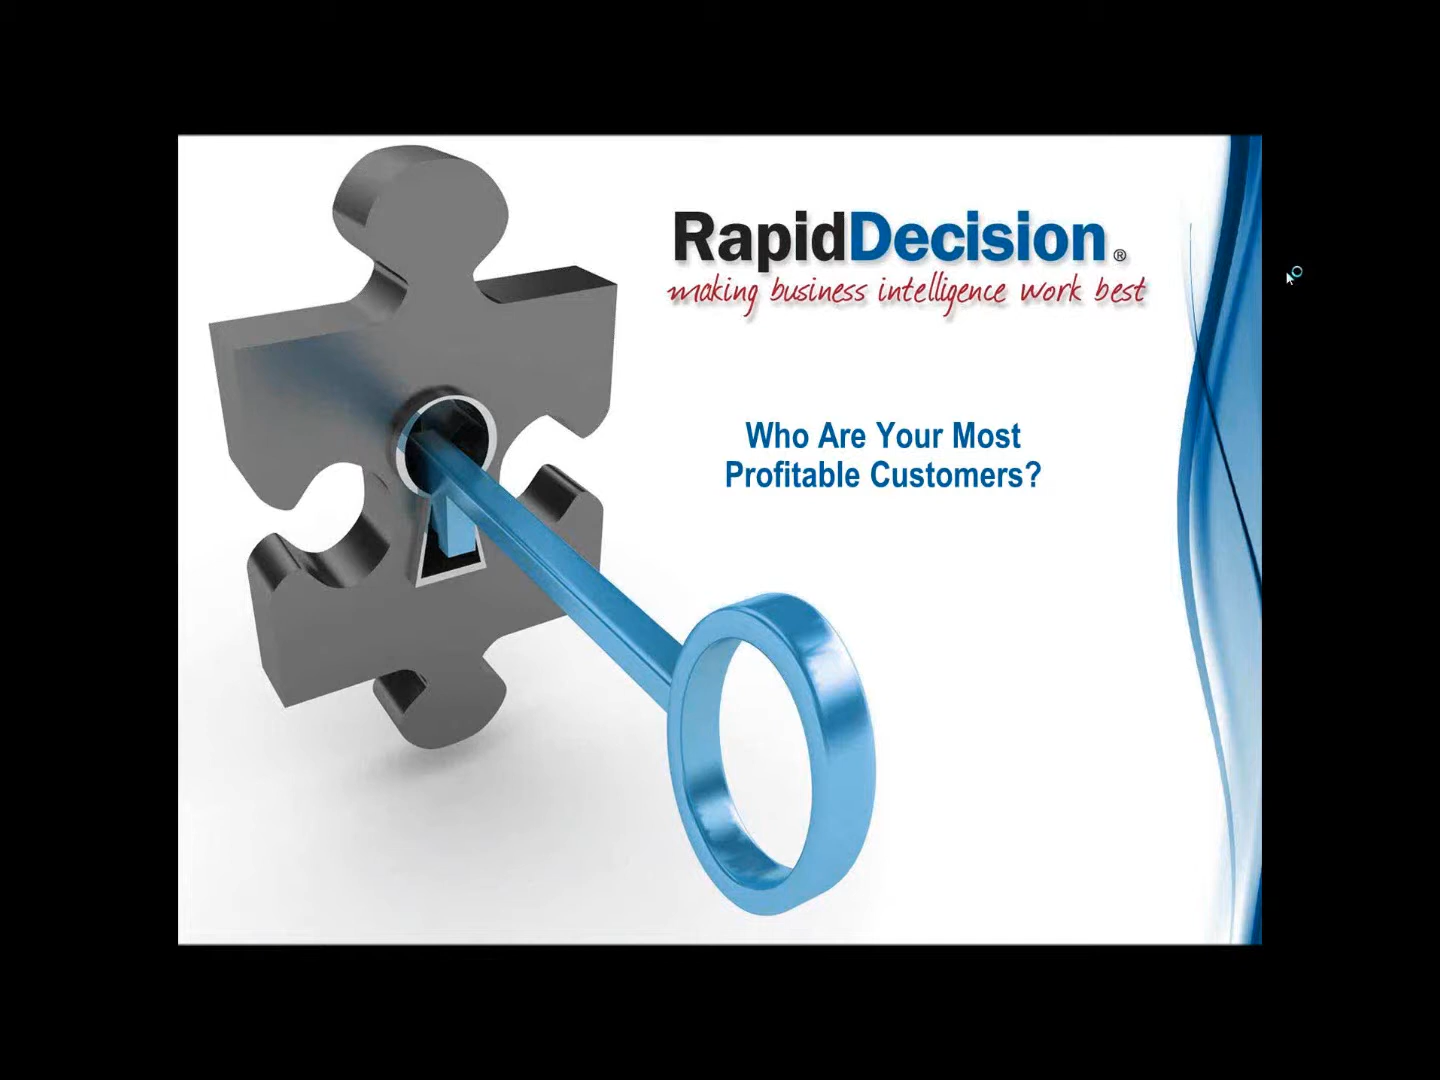 RapidDecision®
making business intelligence work best
Who Are Your Most
Profitable Customers?